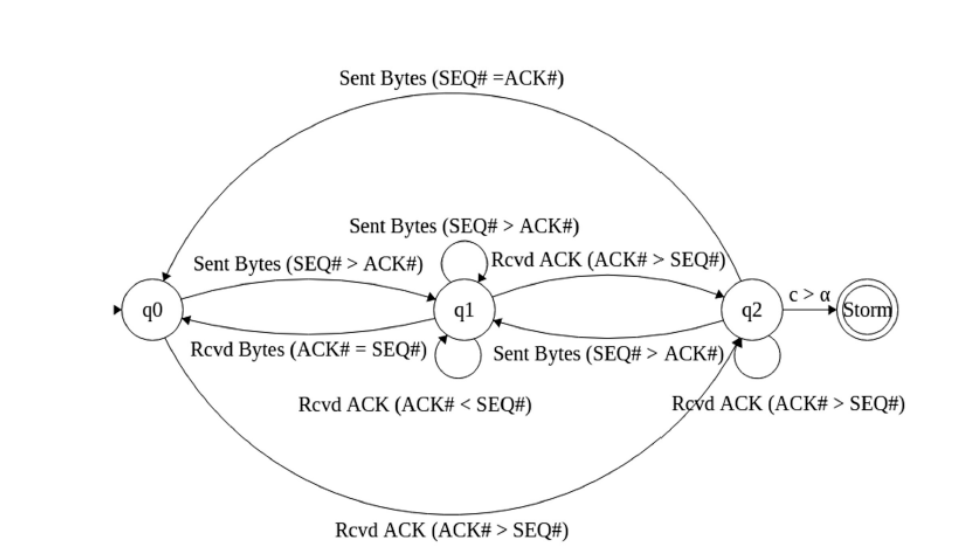 Sent Bytes (SEQ# =ACK#)
Sent Bytes (SEQ# > ACK#)
Sent Bytes (SEQ# > ACK#)
Rcvd ACK (ACK# > SEQ#)
c > α
q0
q1
q2
Storm
Rcvd Bytes (ACK# = SEQ#)
Sent Bytes (SEQ# > ACK#)
Rcvd ACK (ACK# < SEQ#)
Rcvd ACK (ACK# > SEQ#)
Rcvd ACK (ACK# > SEQ#)